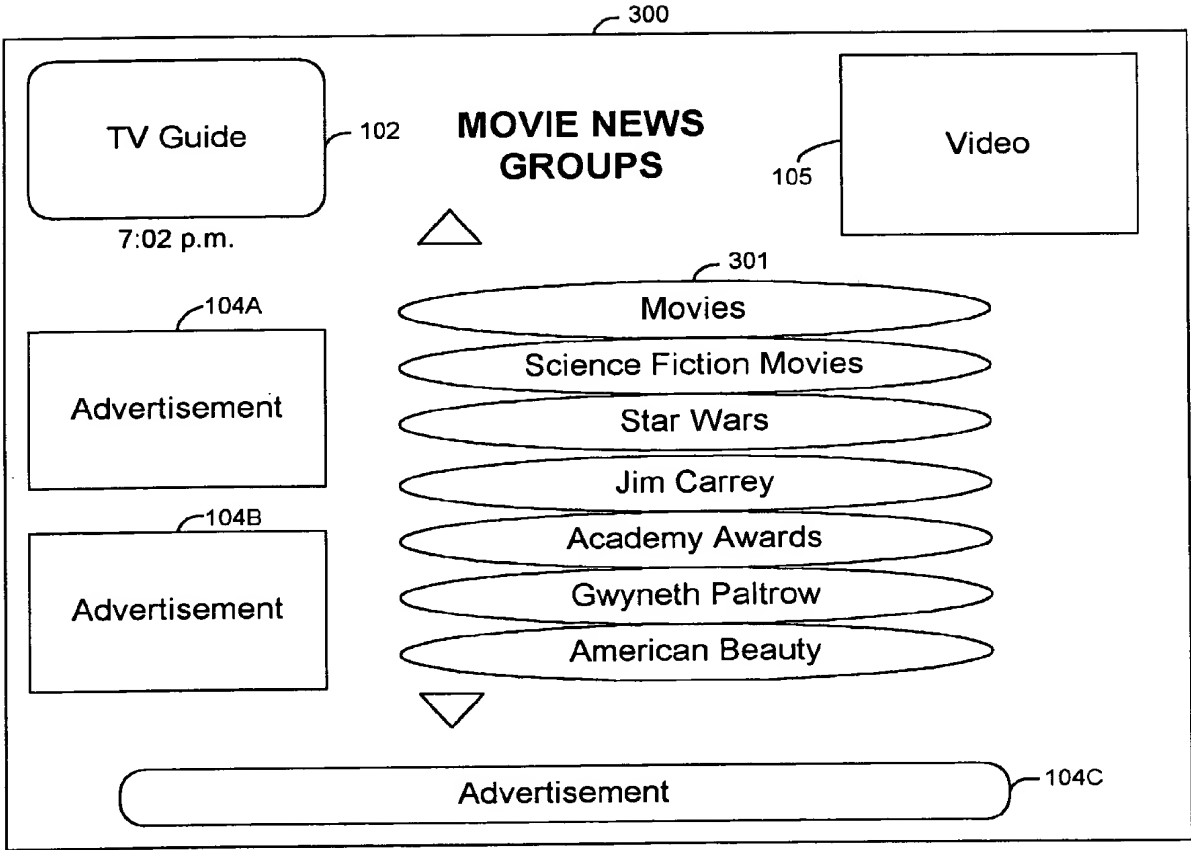 300
TV Guide
102
MOVIE NEWS
GROUPS
105
Video
7:02 p.m.
301
104A
Advertisement
104B
Advertisement
Movies
Science Fiction Movies
Star Wars
Jim Carrey
Academy Awards
Gwyneth Paltrow
American Beauty
Advertisement
104C